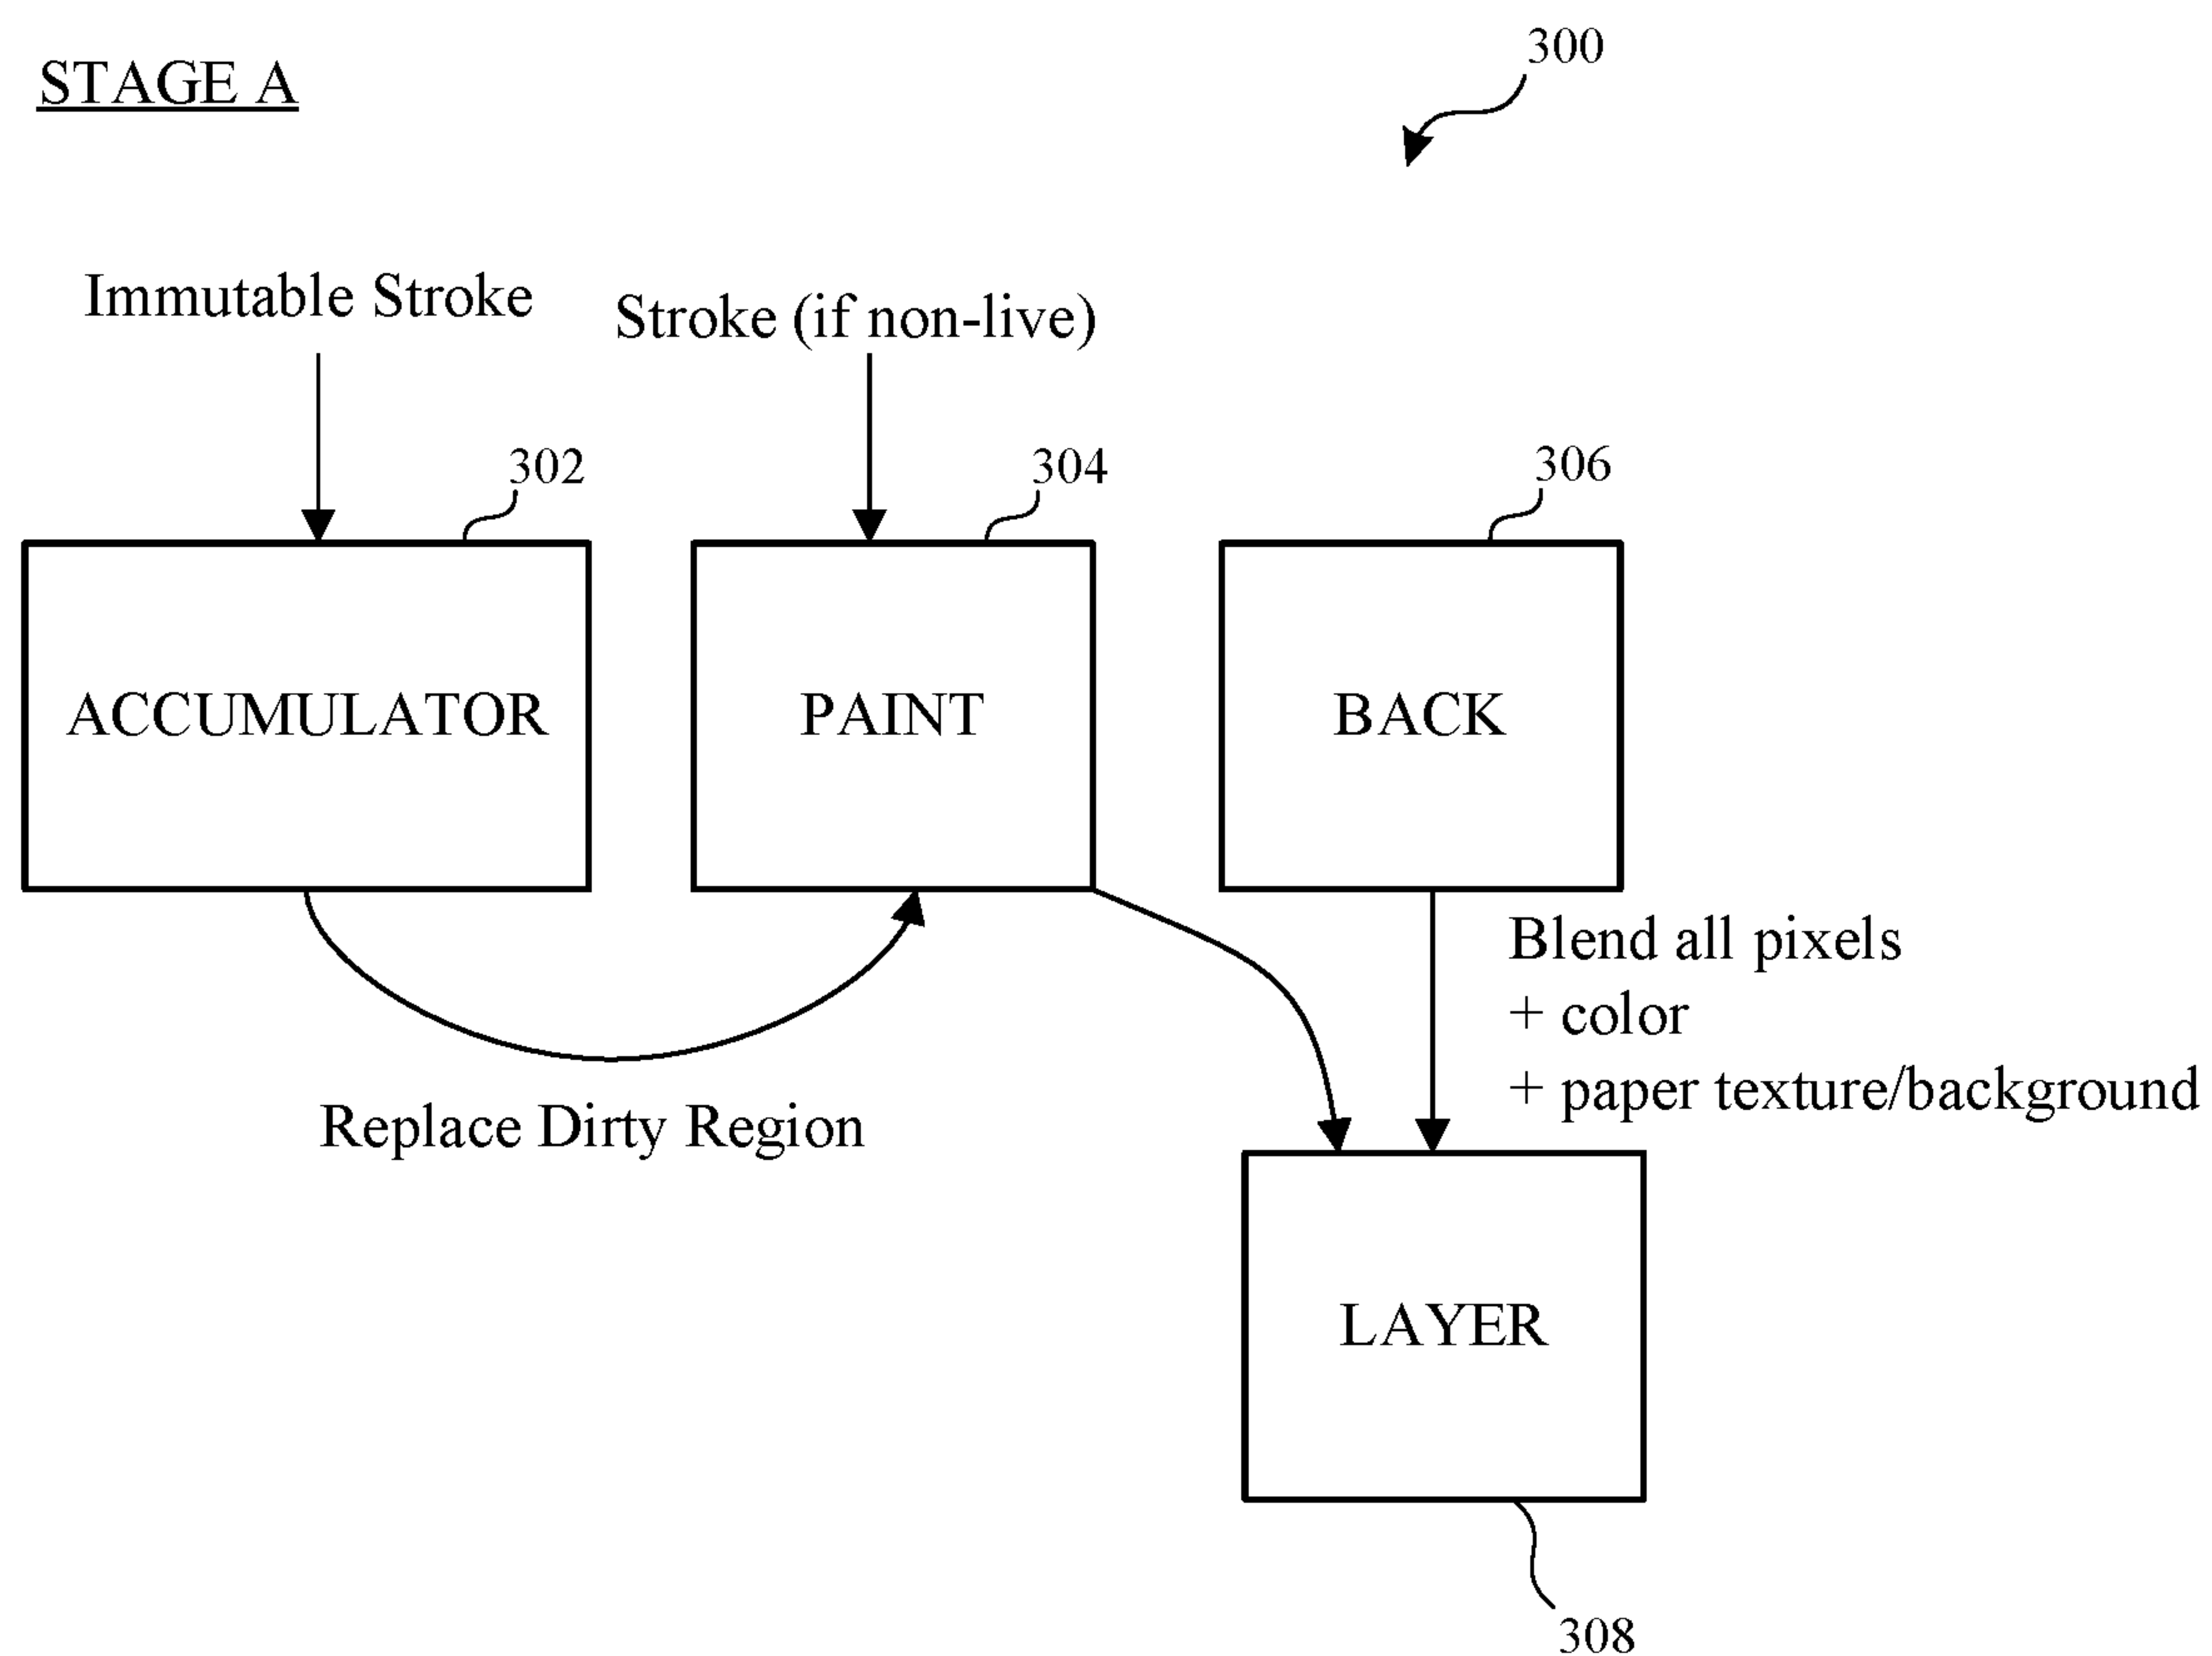 STAGE A
300
Immutable Stroke
Stroke (if non-live)
302
304
306
ACCUMULATOR
PAINT
BACK
Blend all pixels
+ color
+ paper texture/background
Replace Dirty Region
LAYER
308